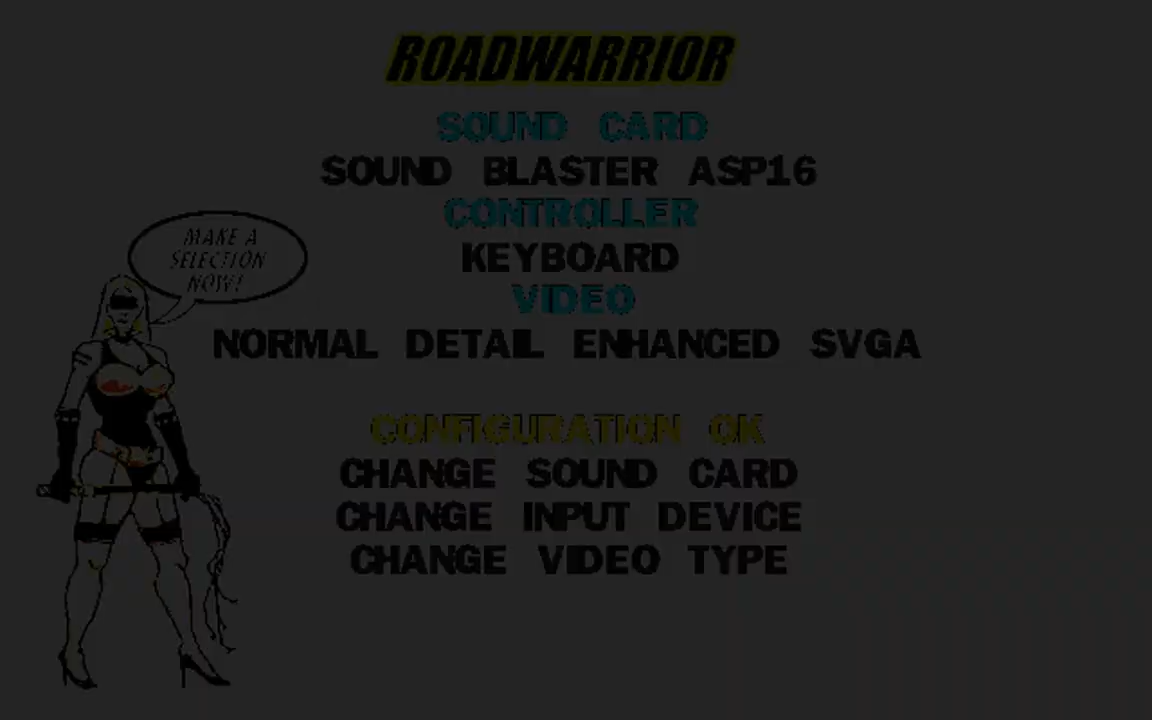 ROADWARRIOR
SOUND CARD
SOUND BLASTER ASP16
CONTROLLER
KEYBOARD
VIDEO
NORMAL DETAIL ENHANCED SVGA
MAKE A
SELECTION
NOW!
CONFIGURATION OK
CHANGE SOUND CARD
CHANGE INPUT DEVICE
CHANGE VIDEO TYPE